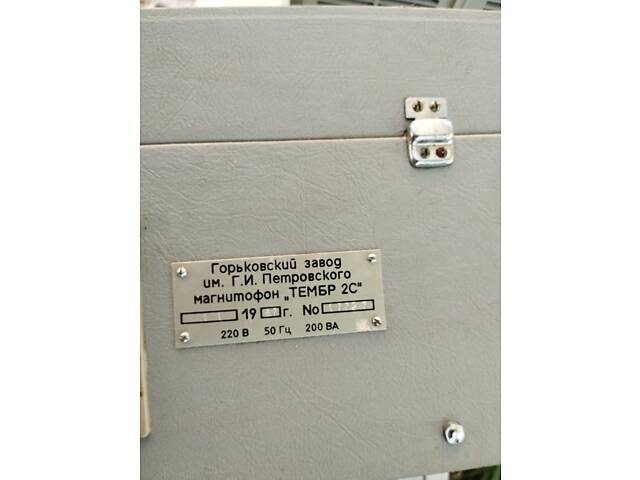 Горьковский завод
им. Г.И. Петровского
магнитофон „ТЕМБР 2С"
19 г. No
220 В 50 Гц 200 ВА